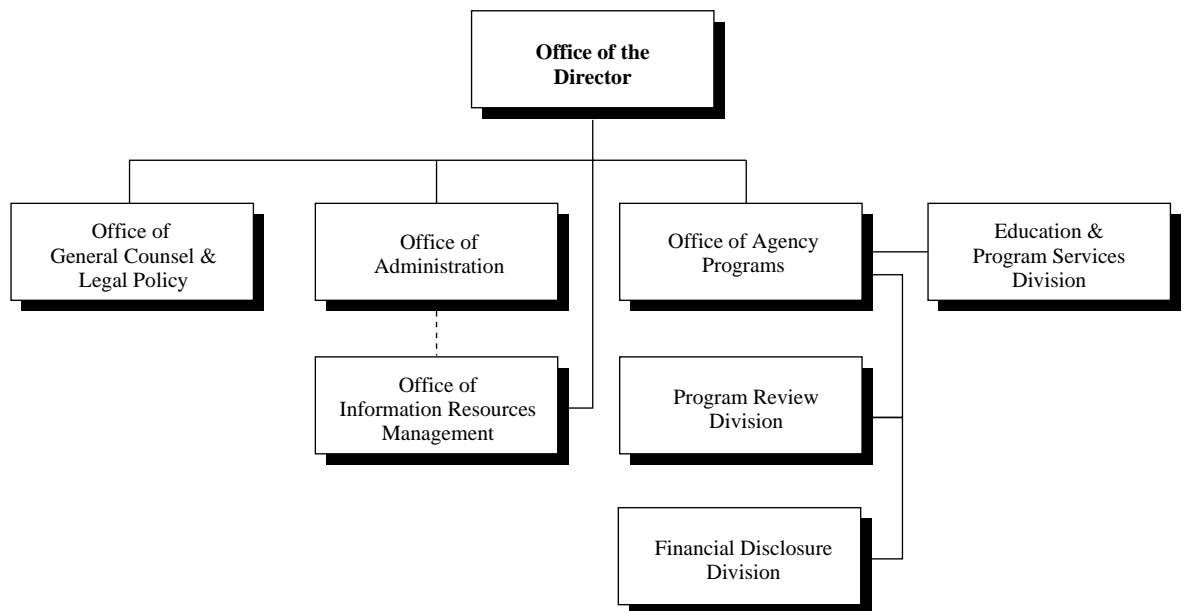 Office of the
Director
Office of
General Counsel &
Legal Policy
Office of
Administration
Office of Agency
Programs
Education &
Program Services
Division
Office of
Information Resources
Management
Program Review
Division
Financial Disclosure
Division